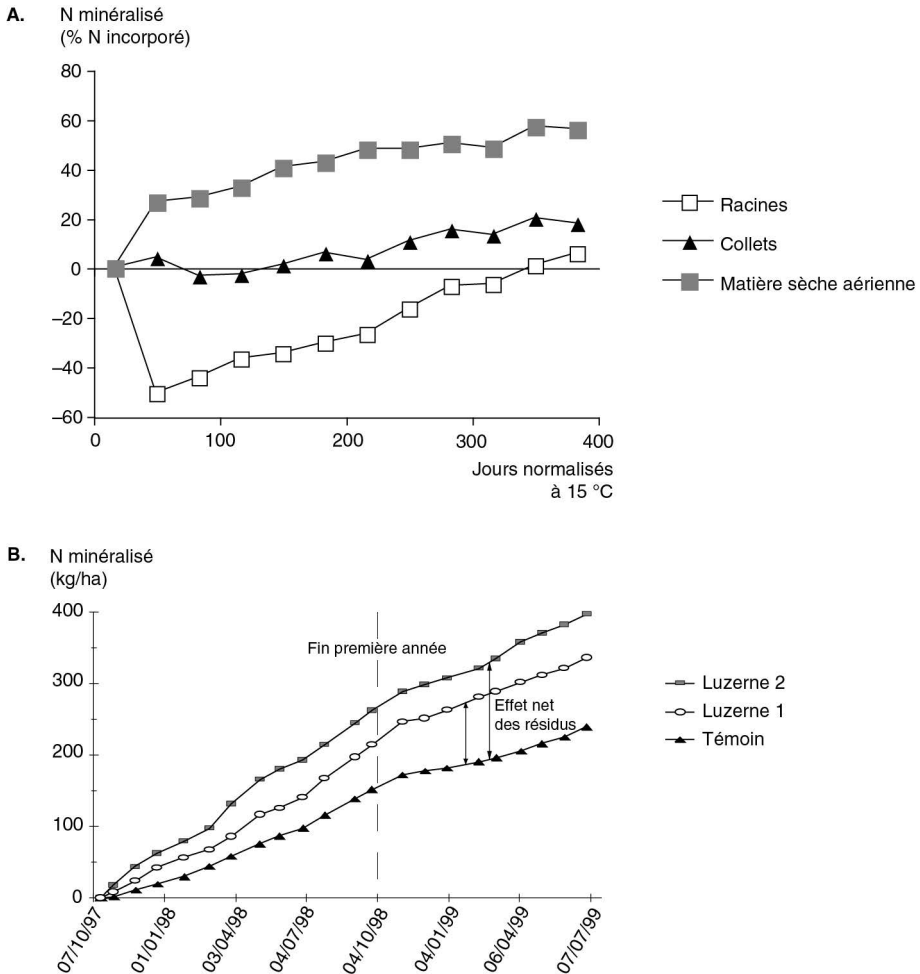 A.
N minéralisé
(% N incorporé)
80
60
40
20
0
–20
–40
–60
0 100 200 300 400
Jours normalisés
à 15 °C
Racines
Collets
Matière sèche aérienne
B.
N minéralisé
(kg/ha)
400
300
200
100
0
Fin première année
Effet net
des résidus
07/10/97 01/01/98 03/04/98 04/07/98 04/10/98 04/01/99 06/04/99 07/07/99
Luzerne 2
Luzerne 1
Témoin